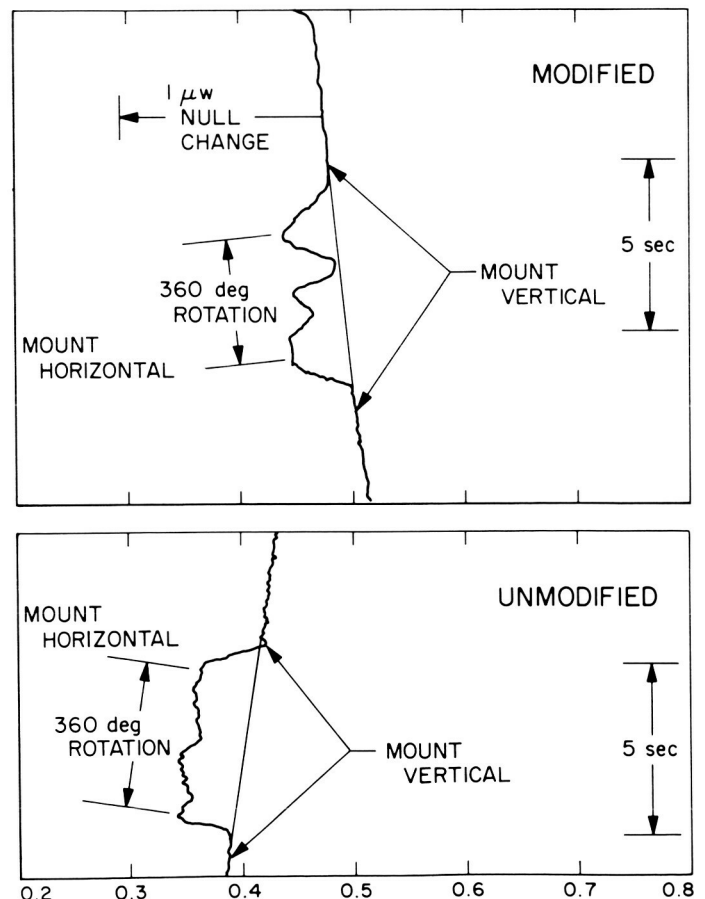 MODIFIED
1 μw
NULL
CHANGE
5 sec
360 deg
ROTATION
MOUNT
VERTICAL
MOUNT
HORIZONTAL
UNMODIFIED
MOUNT
HORIZONTAL
360 deg
ROTATION
MOUNT
VERTICAL
5 sec
0.2 0.3 0.4 0.5 0.6 0.7 0.8